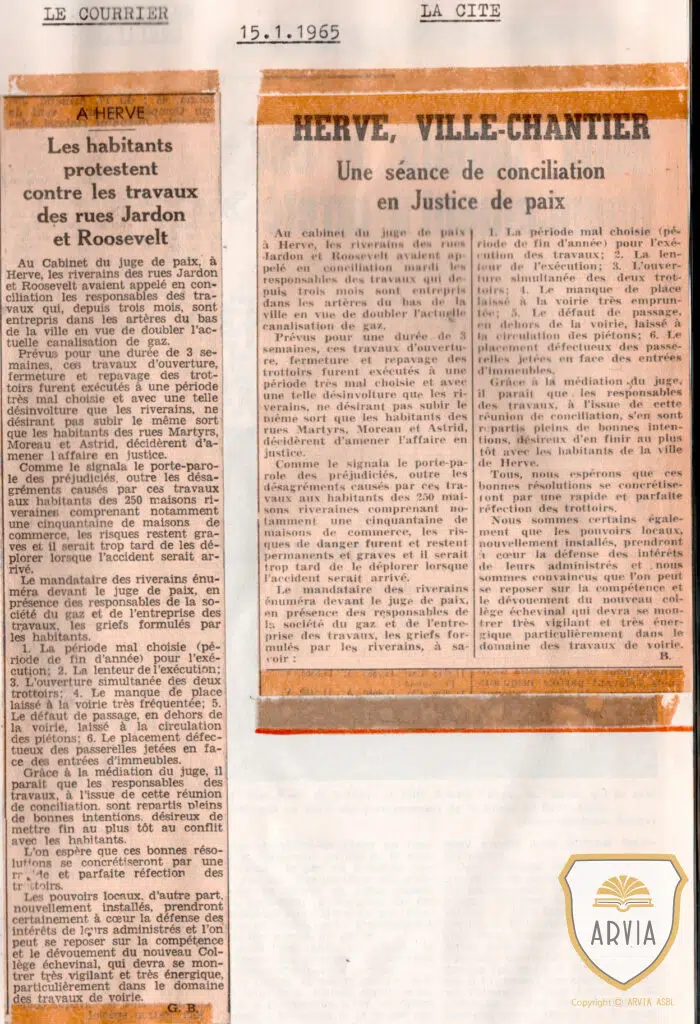 LE COURRIER
15.1.1965
LA CITE
A HERVE
Les habitants
protestent
contre les travaux
des rues Jardon
et Roosevelt
Au Cabinet du juge de paix, à
Herve, les riverains des rues Jardon
et Roosevelt avaient appelé en con-
ciliation les responsables des tra-
vaux qui, depuis trois mois, sont
entrepris dans les artères du bas
de la ville en vue de doubler l'ac-
tuelle canalisation de gaz.
Prévus pour une durée de 3 se-
maines, ces travaux d'ouverture,
fermeture et repavage des trot-
toirs furent exécutés à une période
très mal choisie et avec une telle
désinvolture que les riverains, ne
désirant pas subir le même sort
que les habitants des rues Martyrs,
Moreau et Astrid, décidèrent d'a-
mener l'affaire en justice.
Comme le signala le porte-paro-
le des préjudiciés, outre les désa-
gréments causés par ces travaux
aux habitants des 250 maisons ri-
veraines comprenant notamment
une cinquantaine de maisons de
commerce, les risques restent gra-
ves et il serait trop tard de les dé-
plorer lorsque l'accident serait ar-
rivé.
Le mandataire des riverains énu-
méra devant le juge de paix, en
présence des responsables de la so-
ciété du gaz et de l'entreprise des
travaux, les griefs formulés par
les habitants.
1. La période mal choisie (pé-
riode de fin d'année) pour l'exé-
cution; 2. La lenteur de l'exécution;
3. L'ouverture simultanée des deux
trottoirs; 4. Le manque de place
laissé à la voirie très fréquentée; 5.
Le défaut de passage, en dehors de
la voirie, laissé à la circulation
des piétons; 6. Le placement défec-
tueux des passerelles jetées en fa-
ce des entrées d'immeubles.
Grâce à la médiation du juge, il
parait que les responsables des
travaux, à l'issue de cette réunion
de conciliation, sont repartis pleins
de bonnes intentions, désireux de
mettre fin au plus tôt au conflit
avec les habitants.
L'on espère que ces bonnes réso-
lutions se concrétiseront par une
et parfaite réfection des
trottoirs.
Les pouvoirs locaux, d'autre part,
nouvellement installés, prendront
certainement à cœur la défense des
intérêts de leurs administrés et l'on
peut se reposer sur la compétence
et le dévouement du nouveau Col-
lège échevinal, qui devra se mon-
trer très vigilant et très énergique,
particulièrement dans le domaine
des travaux de voirie.
G. B.
HERVE, VILLE-CHANTIER
Une séance de conciliation
en Justice de paix
Au cabinet du juge de paix
à Herve, les riverains des rues
Jardon et Roosevelt avaient ap-
pelé en conciliation mardi les
responsables des travaux qui de-
puis trois mois sont entrepris
dans les artères du bas de la
ville en vue de doubler l'actuelle
canalisation de gaz.
Prévus pour une durée de 3
semaines, ces travaux d'ouvertu-
re, fermeture et repavage des
trottoirs furent exécutés à une
période très mal choisie et avec
une telle désinvolture que les ri-
verains, ne désirant pas subir le
même sort que les habitants des
rues Martyrs, Moreau et Astrid,
décidèrent d'amener l'affaire en
justice.
Comme le signala le porte-pa-
role des préjudiciés, outre les
désagréments causés par ces tra-
vaux aux habitants des 250 mai-
sons riveraines comprenant no-
tamment une cinquantaine de
maisons de commerce, les ris-
ques de danger furent et restent
permanents et graves et il serait
trop tard de le déplorer lorsque
l'accident serait arrivé.
Le mandataire des riverains
énuméra devant le juge de paix,
en présence des responsables de
la société du gaz et de l'entre-
prise des travaux, les griefs for-
mulés par les riverains, à sa-
voir :
1. La période mal choisie (pé-
riode de fin d'année) pour l'exé-
cution des travaux; 2. La len-
teur de l'exécution; 3. L'ouver-
ture simultanée des deux trot-
toirs; 4. Le manque de place
laissé à la voirie très emprun-
tée; 5. Le défaut de passage,
en dehors de la voirie, laissé à
la circulation des piétons; 6. Le
placement défectueux des passe-
relles jetées en face des entrées
d'immeubles.
Grâce à la médiation du juge,
il parait que les responsables
des travaux, à l'issue de cette
réunion de conciliation, s'en sont
repartis pleins de bonnes inten-
tions, désireux d'en finir au plus
tôt avec les habitants de la ville
de Herve.
Tous, nous espérons que ces
bonnes résolutions se concrétise-
ront par une rapide et parfaite
réfection des trottoirs.
Nous sommes certains égale-
ment que les pouvoirs locaux,
nouvellement installés, prendront
à cœur la défense des intérêts
de leurs administrés et nous
sommes convaincus que l'on peut
se reposer sur la compétence et
le dévouement du nouveau col-
lège échevinal qui devra se mon-
trer très vigilant et très éner-
gique particulièrement dans le
domaine des travaux de voirie.
B.
ARVIA
Copyright © ARVIA ASBL